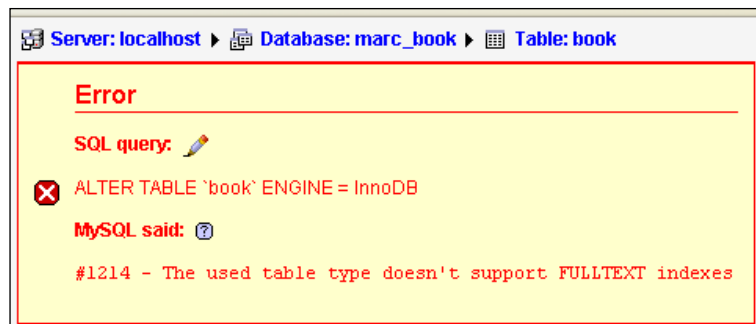 Server: localhost ▸ Database: marc_book ▸ Table: book
Error
SQL query:
ALTER TABLE `book` ENGINE = InnoDB
MySQL said:
#1214 - The used table type doesn't support FULLTEXT indexes